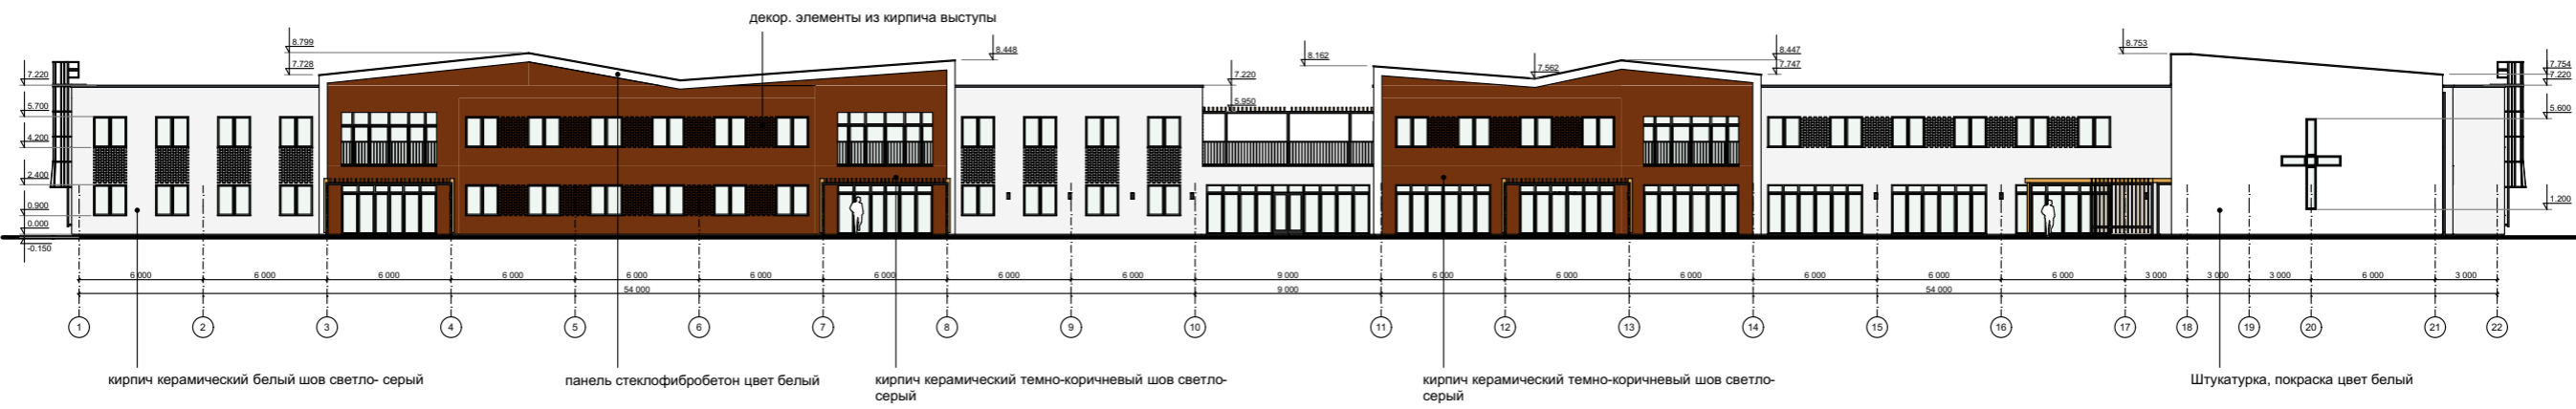 декор. элементы из кирпича выступы
8.799
7.728
8.448
8.162
7.562
8.447
7.747
8.753
7.220
5.700
4.200
2.400
0.900
0.000
-0.150
7.220
5.950
7.754
7.220
5.600
1.200
6 000 6 000 6 000 6 000 6 000 6 000 6 000 6 000 6 000 9 000 6 000 6 000 6 000 6 000 6 000 6 000 3 000 3 000 3 000 6 000 3 000
54 000 9 000 54 000
1 2 3 4 5 6 7 8 9 10 11 12 13 14 15 16 17 18 19 20 21 22
кирпич керамический белый шов светло- серый
панель стеклофибробетон цвет белый
кирпич керамический темно-коричневый шов светло-
серый
кирпич керамический темно-коричневый шов светло-
серый
Штукатурка, покраска цвет белый